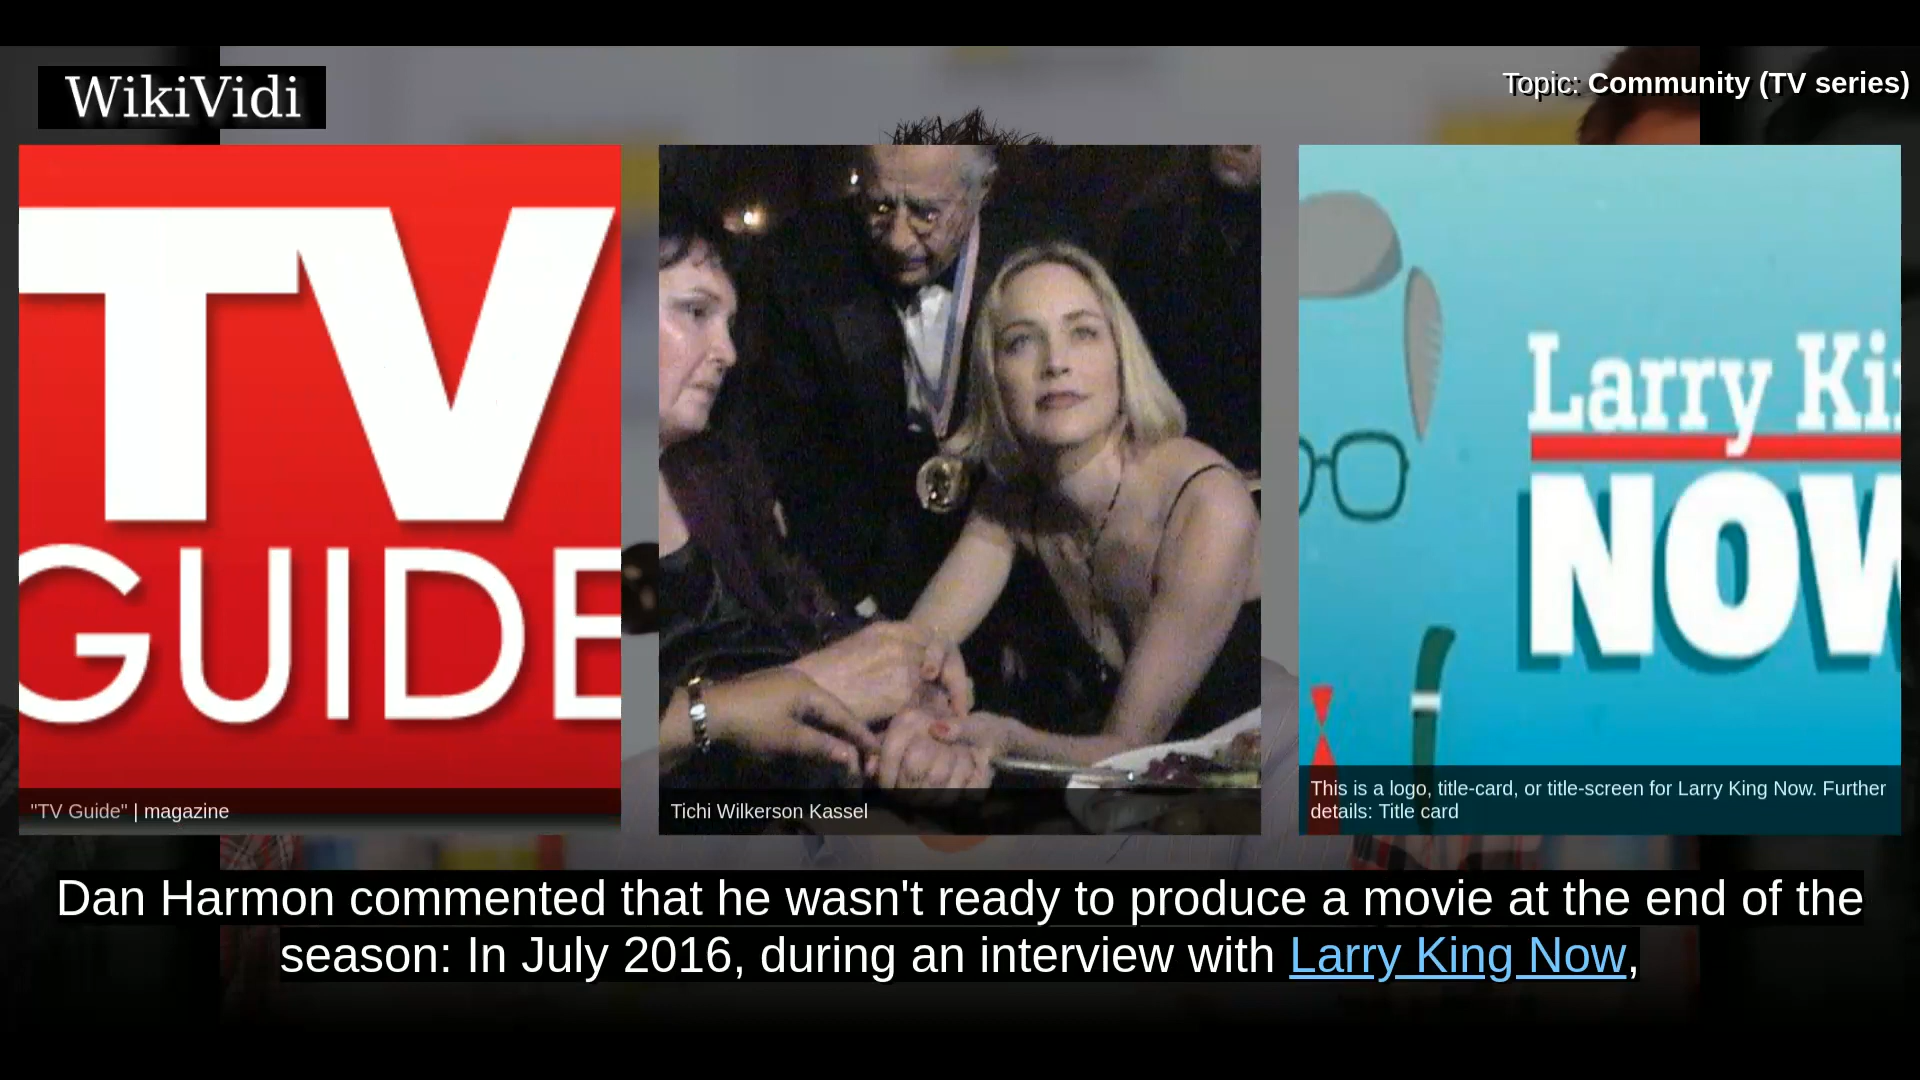 WikiVidi
Topic: Community (TV series)
TV
GUIDE
"TV Guide" | magazine
Tichi Wilkerson Kassel
Larry Ki
NOW
This is a logo, title-card, or title-screen for Larry King Now. Further
details: Title card
Dan Harmon commented that he wasn't ready to produce a movie at the end of the
season: In July 2016, during an interview with Larry King Now,